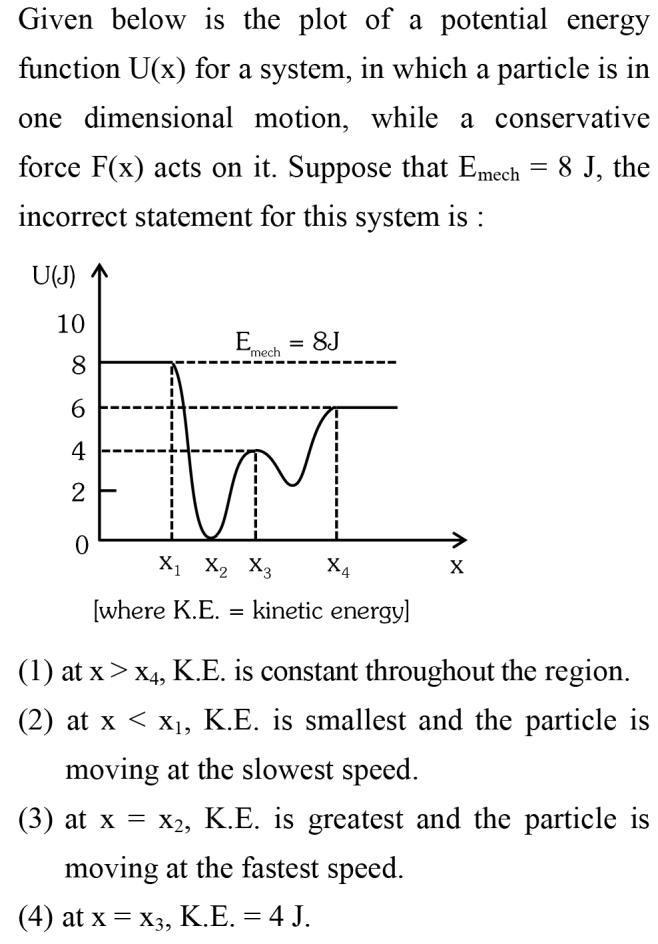 Given below is the plot of a potential energy
function U(x) for a system, in which a particle is in
one dimensional motion, while a conservative
force F(x) acts on it. Suppose that Eₘₑcₕ = 8 J, the
incorrect statement for this system is :
U(J)
10
E_mech = 8J
8
6
4
2
0
x₁ x₂ x₃ x₄ x
[where K.E. = kinetic energy]
(1) at x > x₄, K.E. is constant throughout the region.
(2) at x < x₁, K.E. is smallest and the particle is
moving at the slowest speed.
(3) at x = x₂, K.E. is greatest and the particle is
moving at the fastest speed.
(4) at x = x₃, K.E. = 4 J.